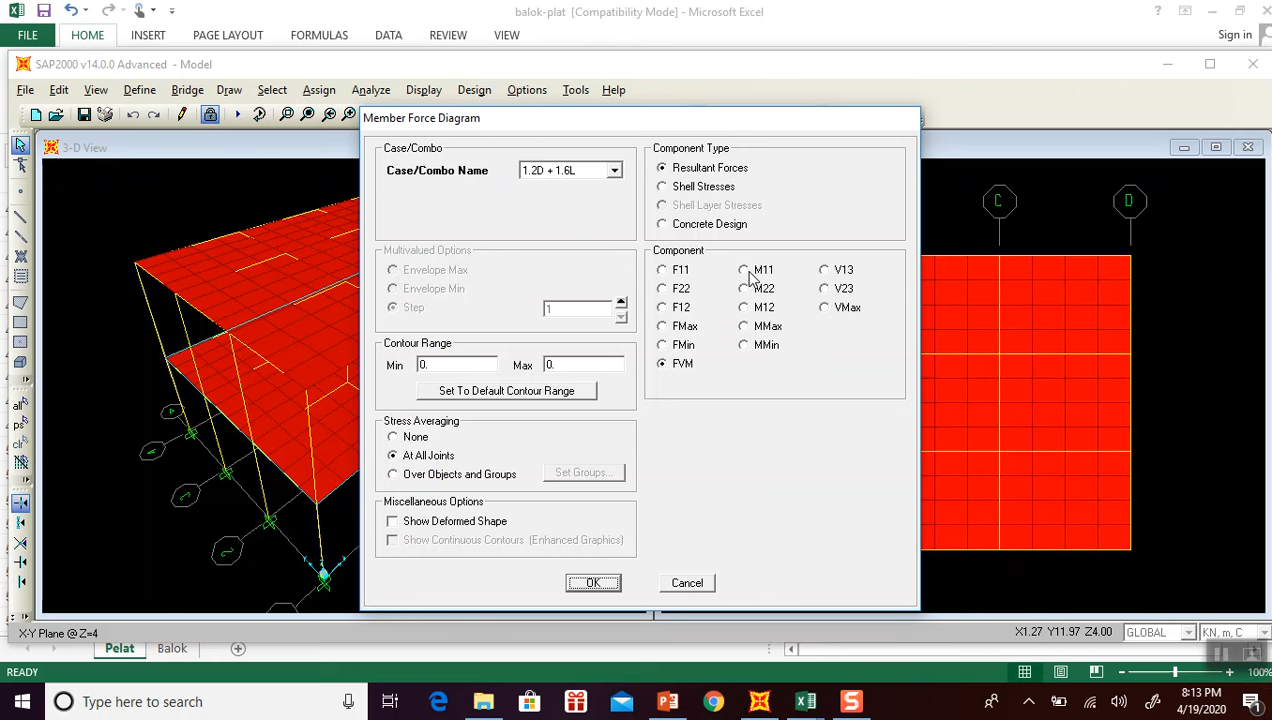 balok-plat [Compatibility Mode] - Microsoft Excel
FILE HOME INSERT PAGE LAYOUT FORMULAS DATA REVIEW VIEW Sign in
SAP2000 v14.0.0 Advanced - Model
File Edit View Define Bridge Draw Select Assign Analyze Display Design Options Tools Help
3-D View
Member Force Diagram
Case/Combo
Case/Combo Name 1.2D + 1.6L
Multivalued Options
Envelope Max
Envelope Min
Step 1
Contour Range
Min 0. Max 0.
Set To Default Contour Range
Stress Averaging
None
At All Joints
Over Objects and Groups Set Groups...
Miscellaneous Options
Show Deformed Shape
Show Continuous Contours (Enhanced Graphics)
Component Type
Resultant Forces
Shell Stresses
Shell Layer Stresses
Concrete Design
Component
F11 M11 V13
F22 M22 V23
F12 M12 VMax
FMax MMax
FMin MMin
FVM
OK Cancel
C D
all
ps
clr
X-Y Plane @ Z=4 X1.27 Y11.97 Z4.00 GLOBAL KN, m, C
Pelat Balok
READY 100%
Type here to search
8:13 PM
4/19/2020